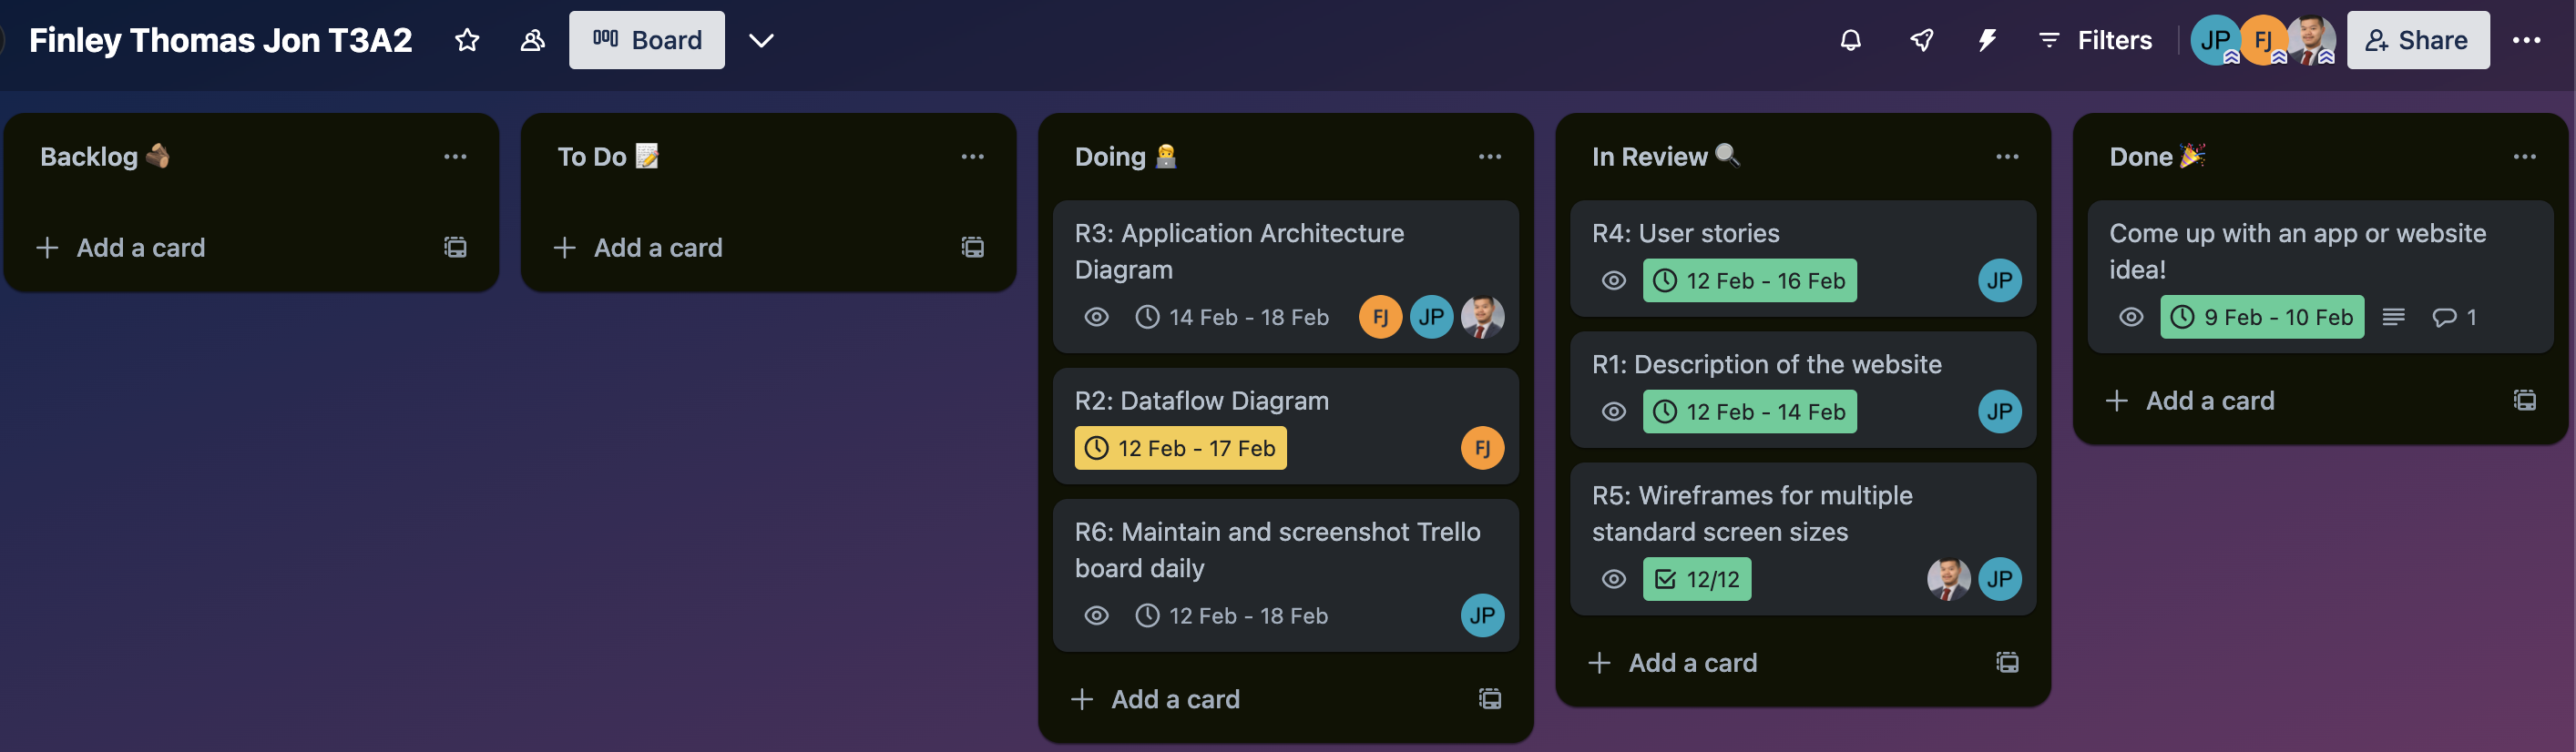 Finley Thomas Jon T3A2
Board
Filters
JP
FJ
Share
Backlog
Add a card
To Do
Add a card
Doing
R3: Application Architecture
Diagram
14 Feb - 18 Feb
FJ
JP
R2: Dataflow Diagram
12 Feb - 17 Feb
FJ
R6: Maintain and screenshot Trello
board daily
12 Feb - 18 Feb
JP
Add a card
In Review
R4: User stories
12 Feb - 16 Feb
JP
R1: Description of the website
12 Feb - 14 Feb
JP
R5: Wireframes for multiple
standard screen sizes
12/12
JP
Add a card
Done
Come up with an app or website
idea!
9 Feb - 10 Feb
1
Add a card